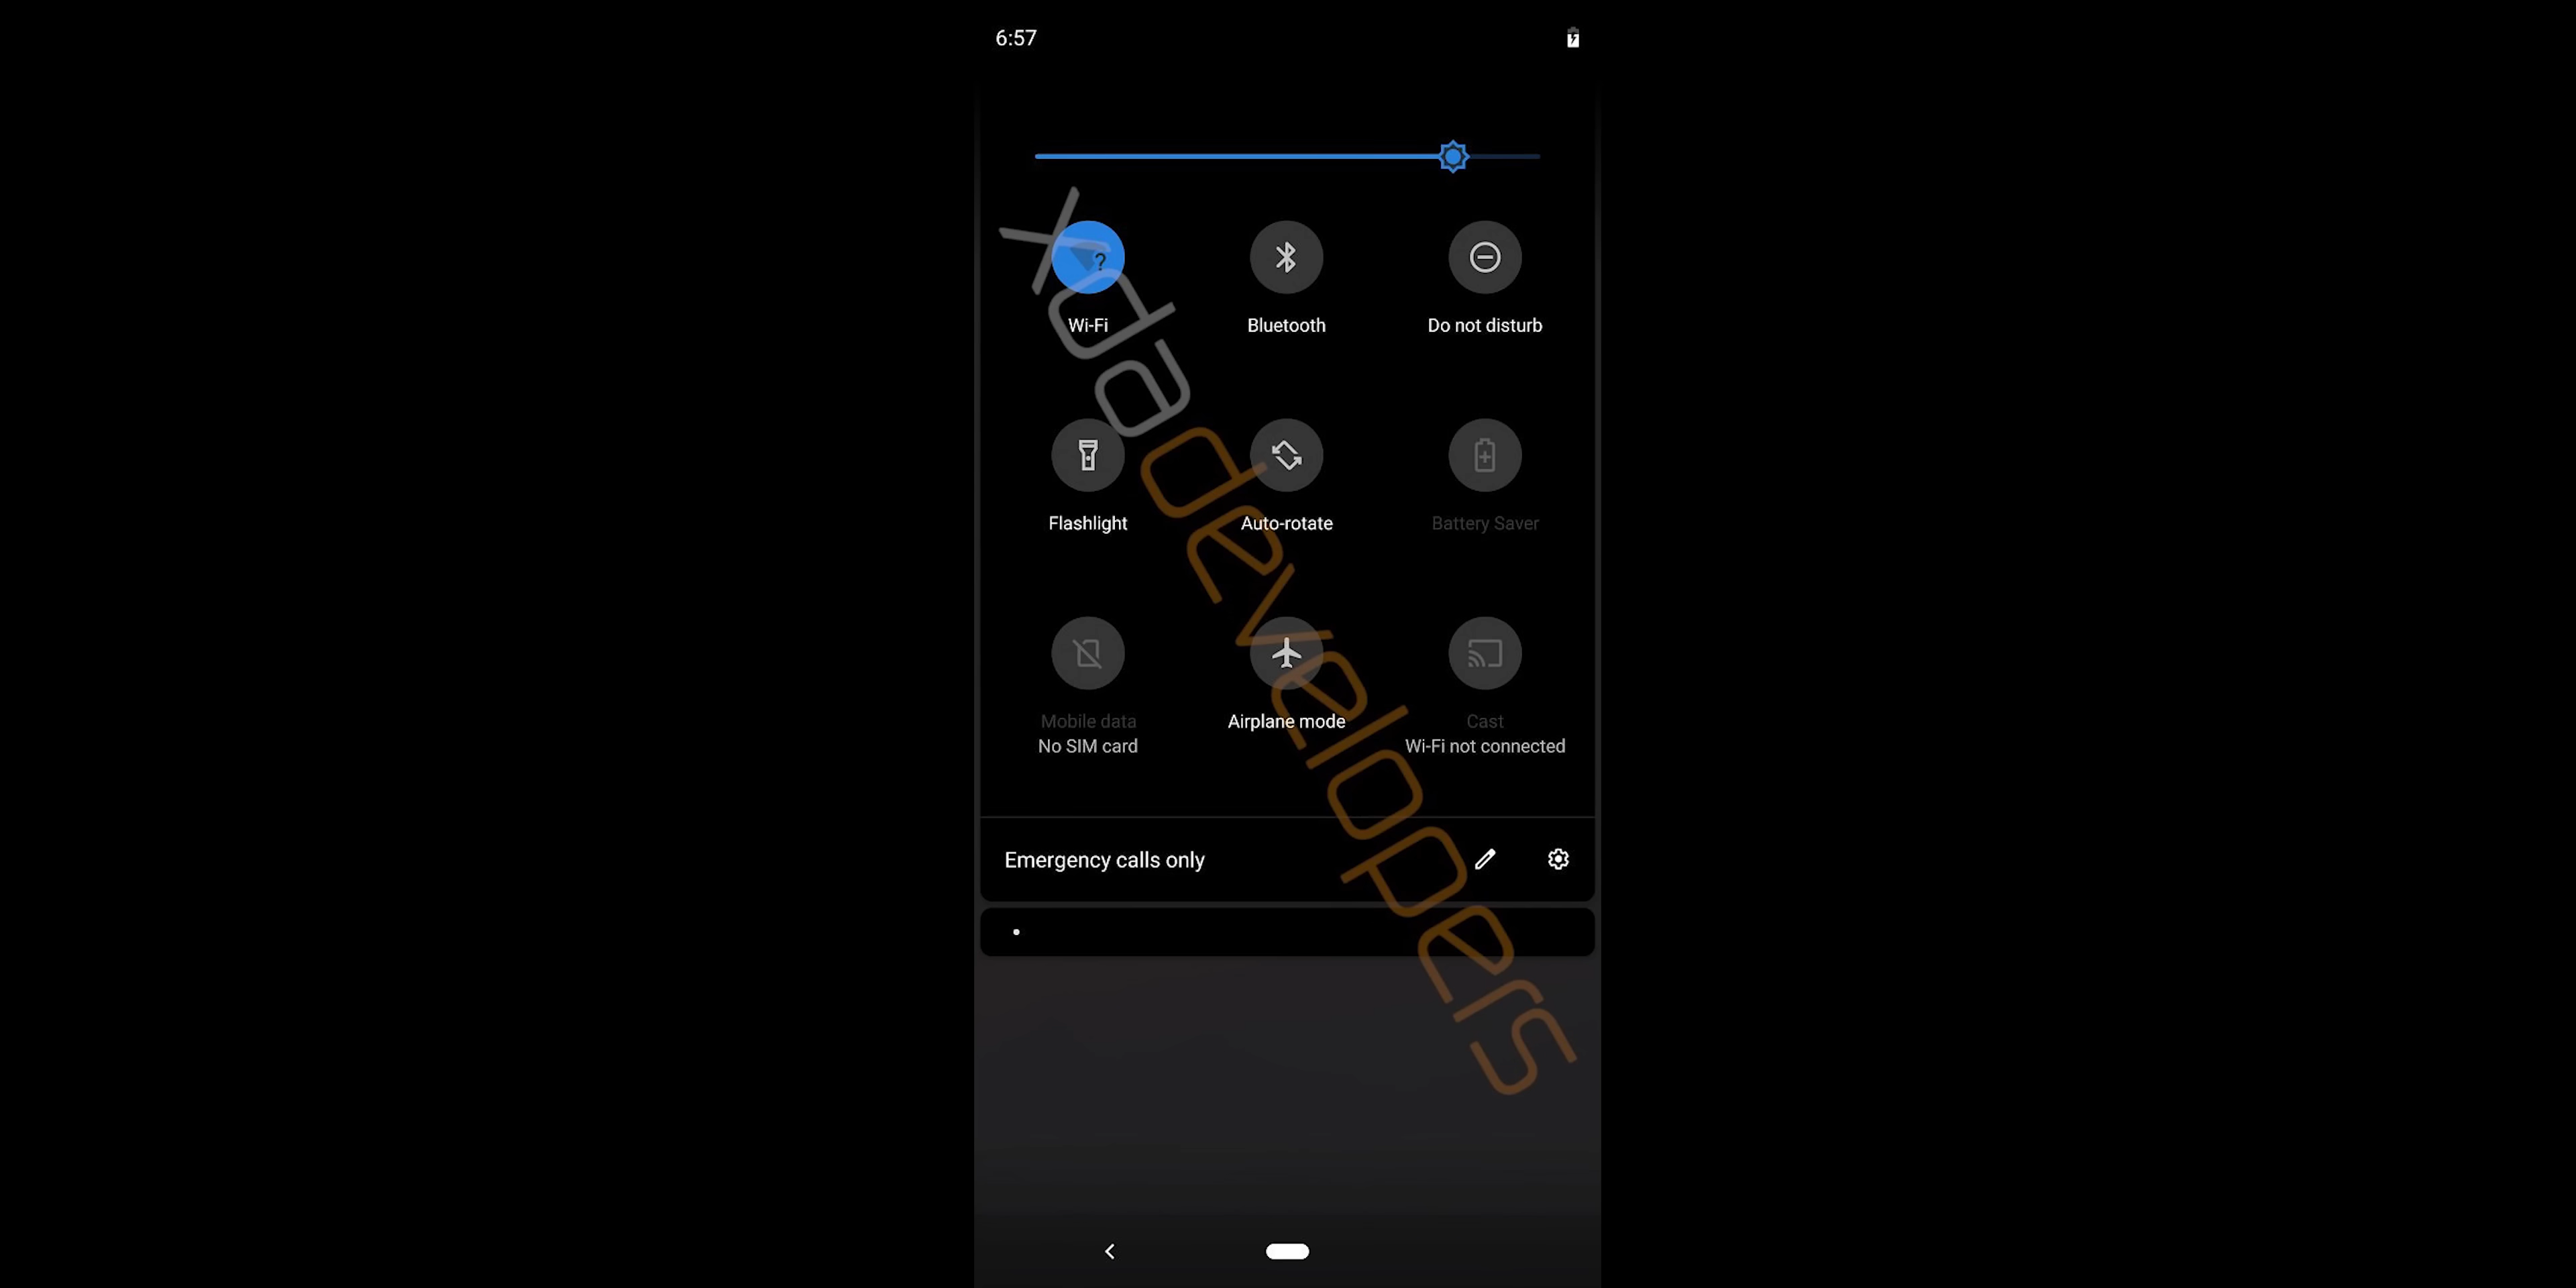 6:57
Wi-Fi
Bluetooth
Do not disturb
Flashlight
Auto-rotate
Battery Saver
Mobile data
No SIM card
Airplane mode
Cast
Wi-Fi not connected
Emergency calls only
xdadevelopers